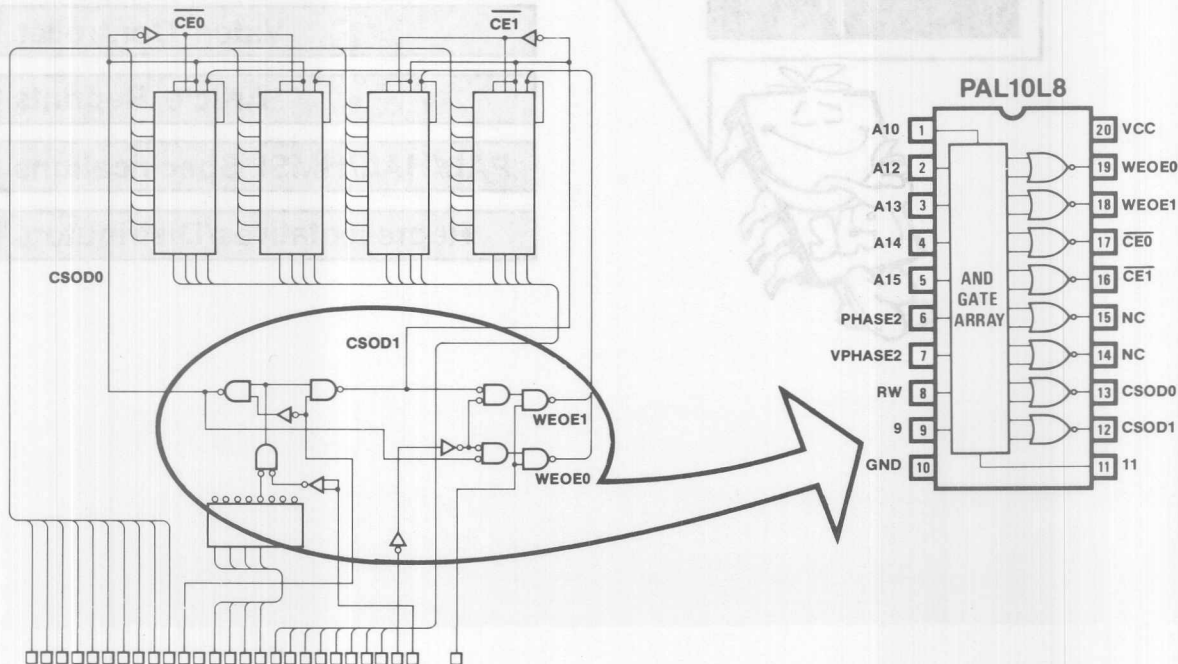 CE0
CE1
CSOD0
CSOD1
WEOE1
WEOE0
PAL10L8
A10 1
20 VCC
A12 2
19 WEOE0
A13 3
18 WEOE1
A14 4
17 CE0
A15 5
16 CE1
AND
GATE
ARRAY
PHASE2 6
15 NC
VPHASE2 7
14 NC
RW 8
13 CSOD0
9 9
12 CSOD1
GND 10
11 11